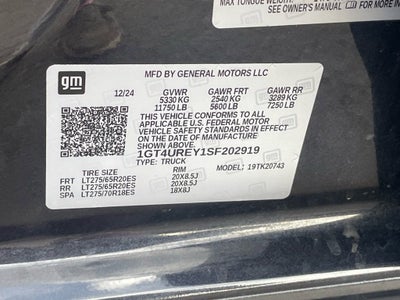 MAX TONGUE WEIGHT
SEE OWNER'S MANUAL FOR MORE
gm
MFD BY GENERAL MOTORS LLC
12/24 GVWR GAWR FRT GAWR RR
5330 KG 2540 KG 3289 KG
11750 LB 5600 LB 7250 LB
THIS VEHICLE CONFORMS TO ALL APPLICABLE
U.S. FEDERAL MOTOR
VEHICLE SAFETY STANDARDS IN EFFECT ON
THE DATE OF MANUFACTURE
SHOWN ABOVE.
1GT4UREY1SF202919
TYPE: TRUCK
TIRE SIZE RIM MODEL: 19TK20743
FRT LT275/65R20ES 20X8.5J
RR LT275/65R20ES 20X8.5J
SPA LT275/70R18ES 18X8J